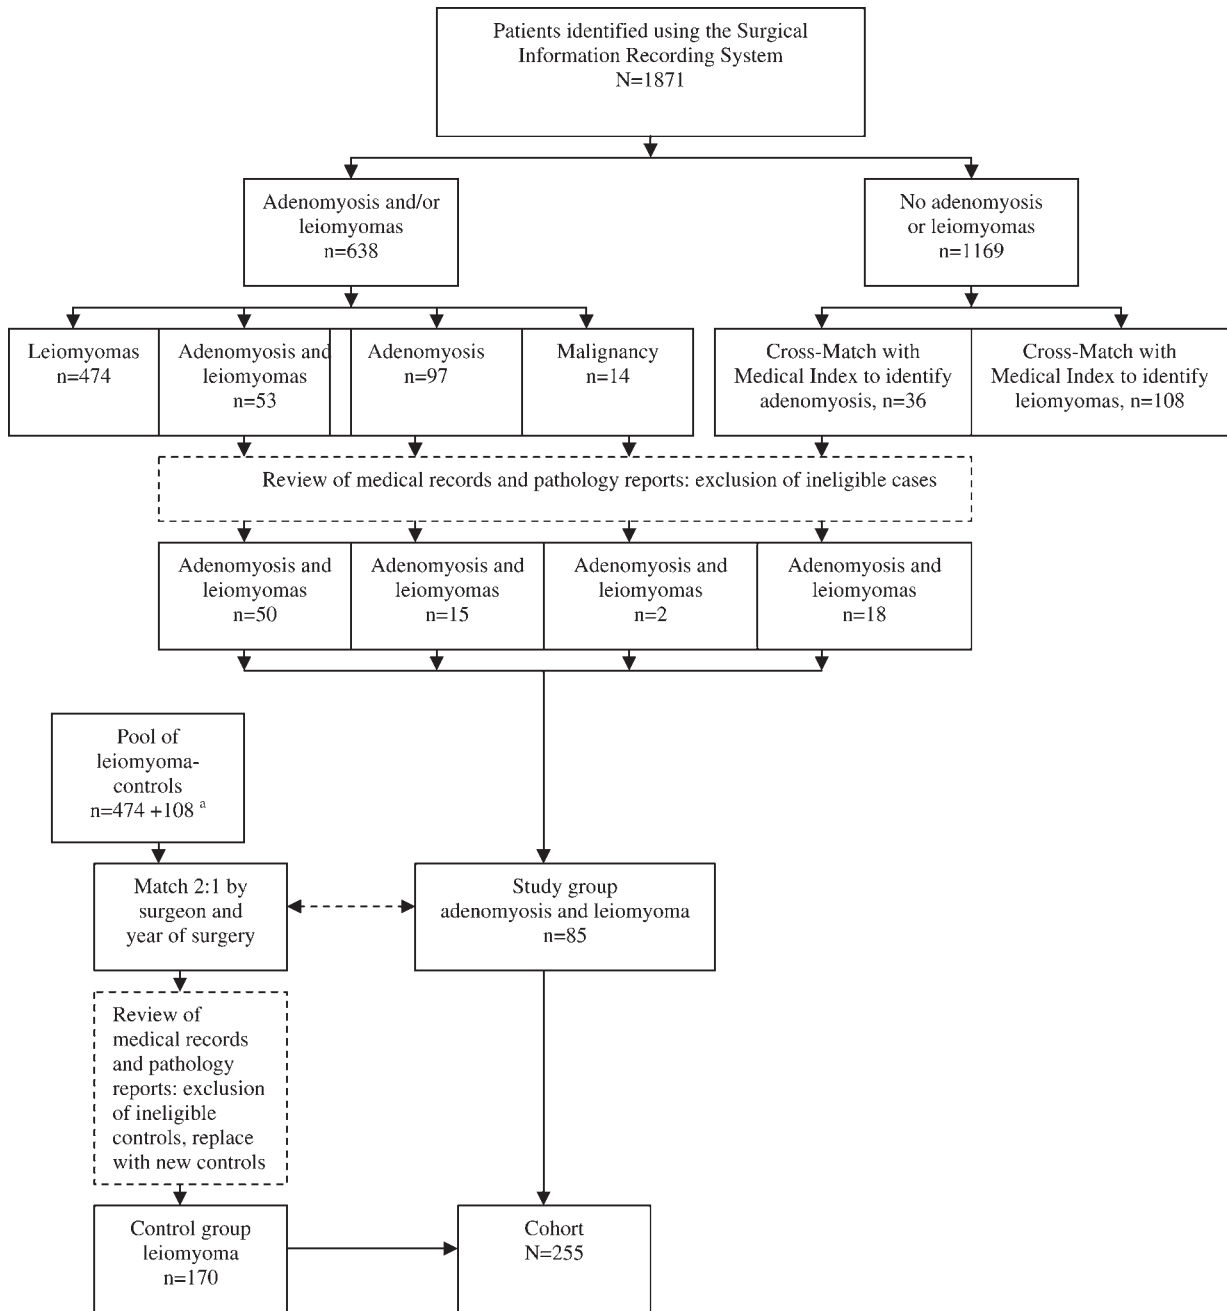 Patients identified using the Surgical
Information Recording System
N=1871
Adenomyosis and/or
leiomyomas
n=638
No adenomyosis
or leiomyomas
n=1169
Leiomyomas
n=474
Adenomyosis and
leiomyomas
n=53
Adenomyosis
n=97
Malignancy
n=14
Cross-Match with
Medical Index to identify
adenomyosis, n=36
Cross-Match with
Medical Index to identify
leiomyomas, n=108
Review of medical records and pathology reports: exclusion of ineligible cases
Adenomyosis and
leiomyomas
n=50
Adenomyosis and
leiomyomas
n=15
Adenomyosis and
leiomyomas
n=2
Adenomyosis and
leiomyomas
n=18
Pool of
leiomyoma-
controls
n=474 +108 a
Match 2:1 by
surgeon and
year of surgery
Study group
adenomyosis and leiomyoma
n=85
Review of
medical records
and pathology
reports: exclusion
of ineligible
controls, replace
with new controls
Control group
leiomyoma
n=170
Cohort
N=255